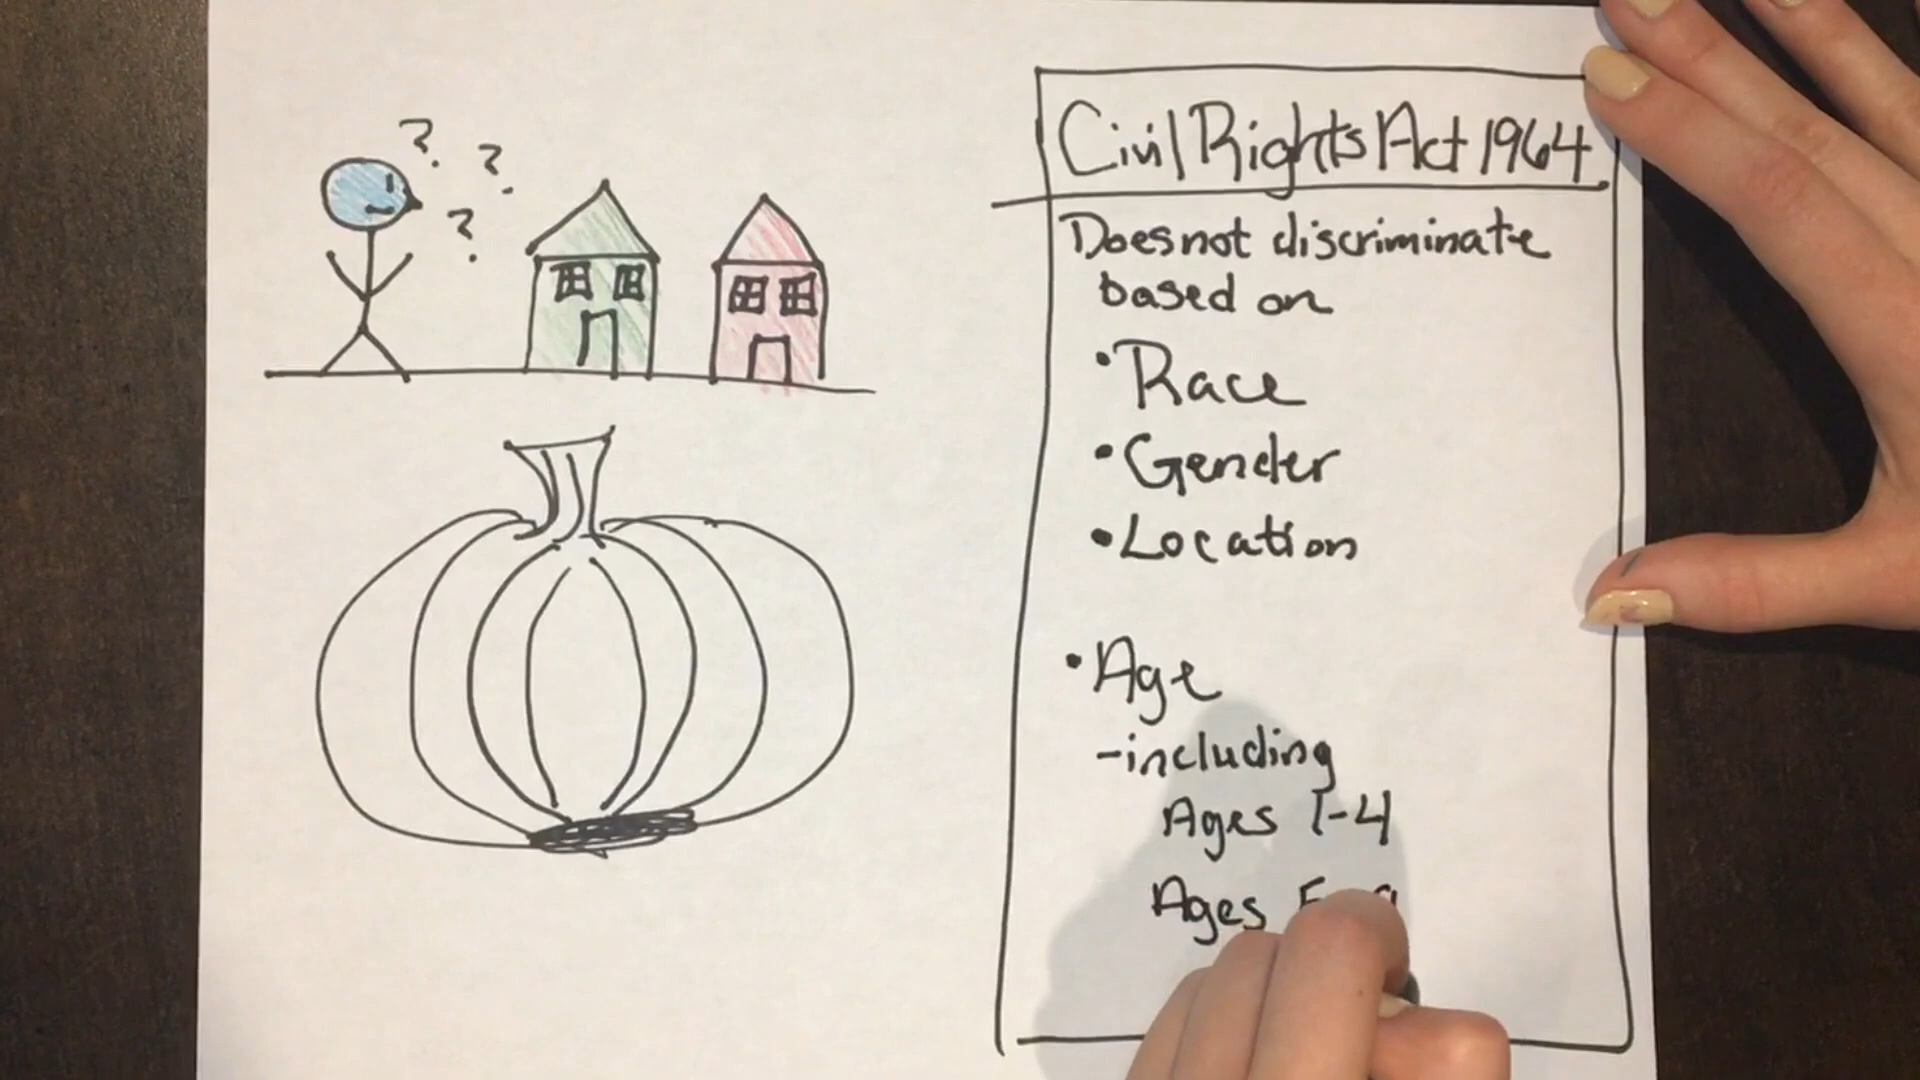 ? ? ?
Civil Rights Act 1964
Does not discriminate
based on
• Race
• Gender
• Location
• Age
-including
Ages 1-4
Ages